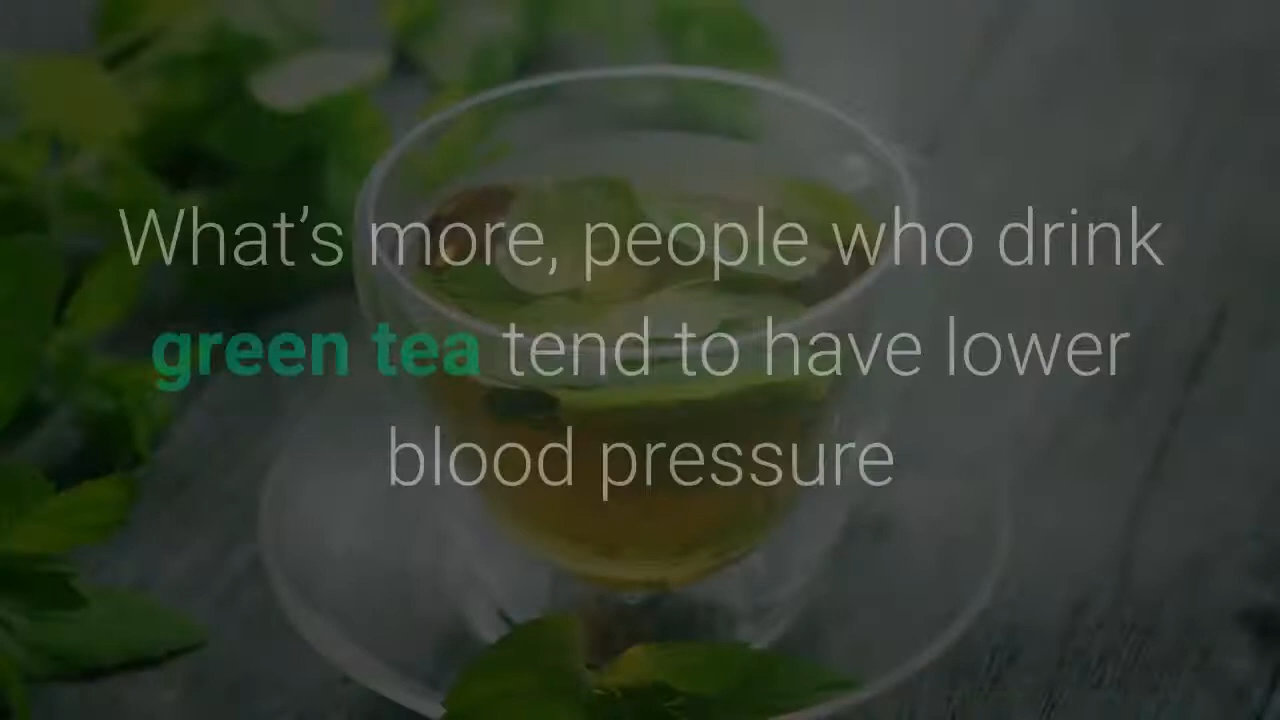 What’s more, people who drink
green tea tend to have lower
blood pressure